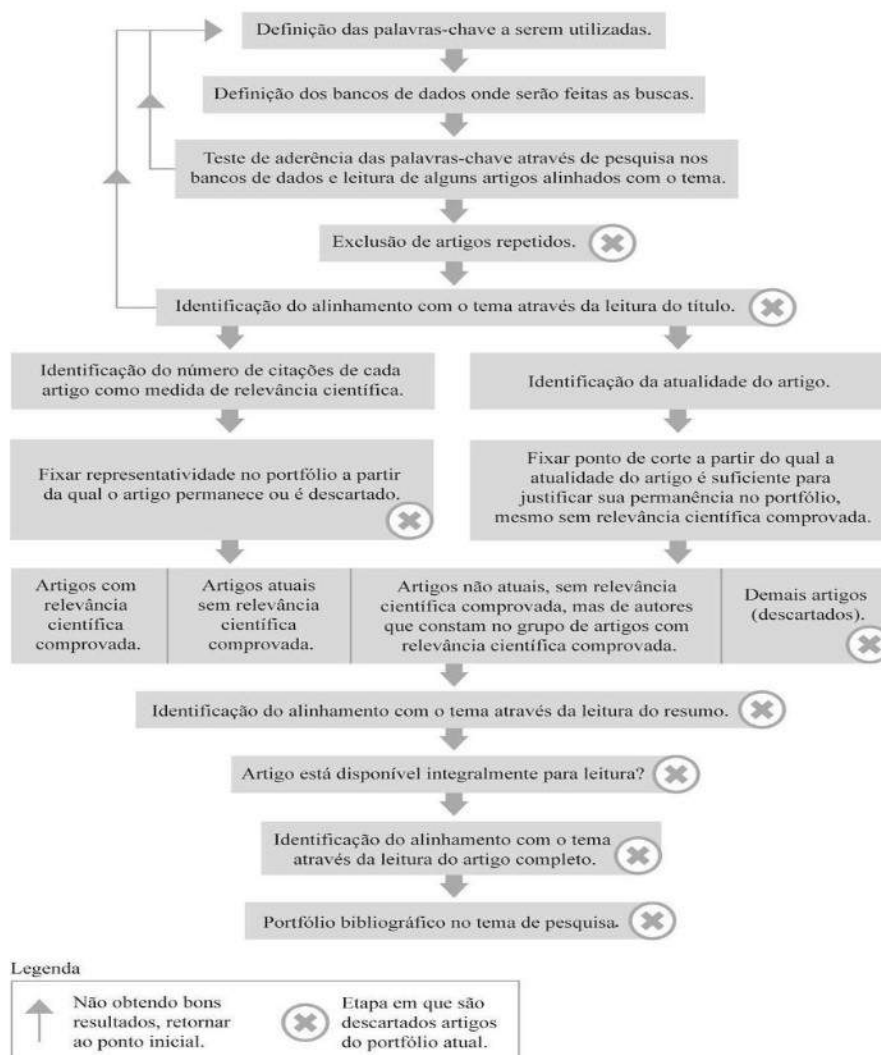 Definição das palavras-chave a serem utilizadas.
Definição dos bancos de dados onde serão feitas as buscas.
Teste de aderência das palavras-chave através de pesquisa nos
bancos de dados e leitura de alguns artigos alinhados com o tema.
Exclusão de artigos repetidos.
Identificação do alinhamento com o tema através da leitura do título.
Identificação do número de citações de cada
artigo como medida de relevância científica.
Identificação da atualidade do artigo.
Fixar representatividade no portfólio a partir
da qual o artigo permanece ou é descartado.
Fixar ponto de corte a partir do qual a
atualidade do artigo é suficiente para
justificar sua permanência no portfólio,
mesmo sem relevância científica comprovada.
Artigos com
relevância
científica
comprovada.
Artigos atuais
sem relevância
científica
comprovada.
Artigos não atuais, sem relevância
científica comprovada, mas de autores
que constam no grupo de artigos com
relevância científica comprovada.
Demais artigos
(descartados).
Identificação do alinhamento com o tema através da leitura do resumo.
Artigo está disponível integralmente para leitura?
Identificação do alinhamento com o tema
através da leitura do artigo completo.
Portfólio bibliográfico no tema de pesquisa.
Legenda
Não obtendo bons
resultados, retornar
ao ponto inicial.
Etapa em que são
descartados artigos
do portfólio atual.